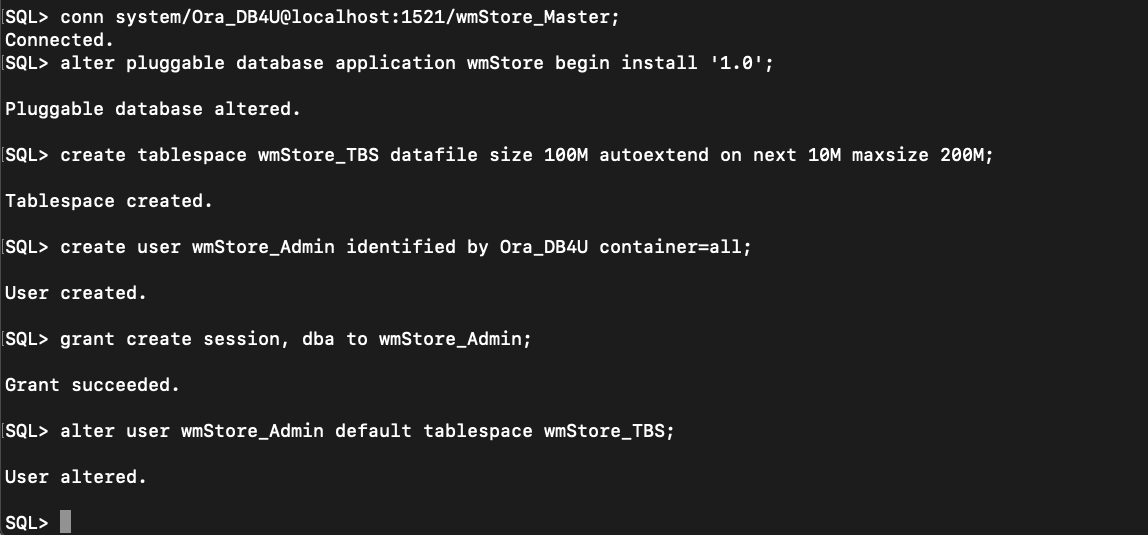 SQL> conn system/Ora_DB4U@localhost:1521/wmStore_Master;
Connected.
SQL> alter pluggable database application wmStore begin install '1.0';
Pluggable database altered.
SQL> create tablespace wmStore_TBS datafile size 100M autoextend on next 10M maxsize 200M;
Tablespace created.
SQL> create user wmStore_Admin identified by Ora_DB4U container=all;
User created.
SQL> grant create session, dba to wmStore_Admin;
Grant succeeded.
SQL> alter user wmStore_Admin default tablespace wmStore_TBS;
User altered.
SQL>